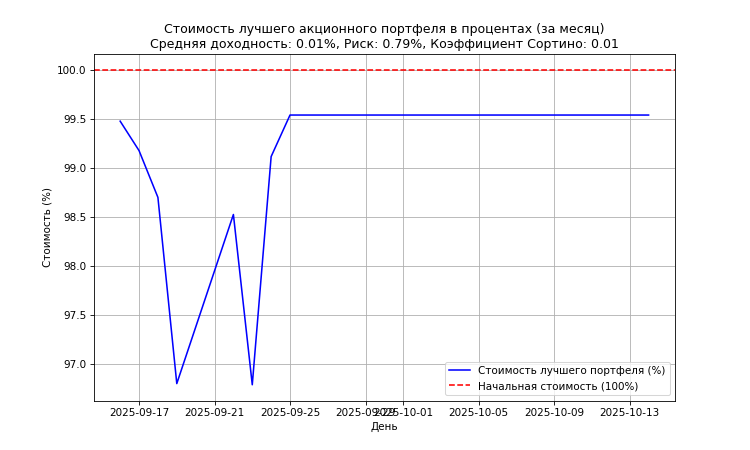 Стоимость лучшего акционного портфеля в процентах (за месяц)
Средняя доходность: 0.01%, Риск: 0.79%, Коэффициент Сортино: 0.01
Стоимость (%)
100.0
99.5
99.0
98.5
98.0
97.5
97.0
Стоимость лучшего портфеля (%)
Начальная стоимость (100%)
2025-09-17 2025-09-21 2025-09-25 2025-09-29 2025-10-01 2025-10-05 2025-10-09 2025-10-13
День